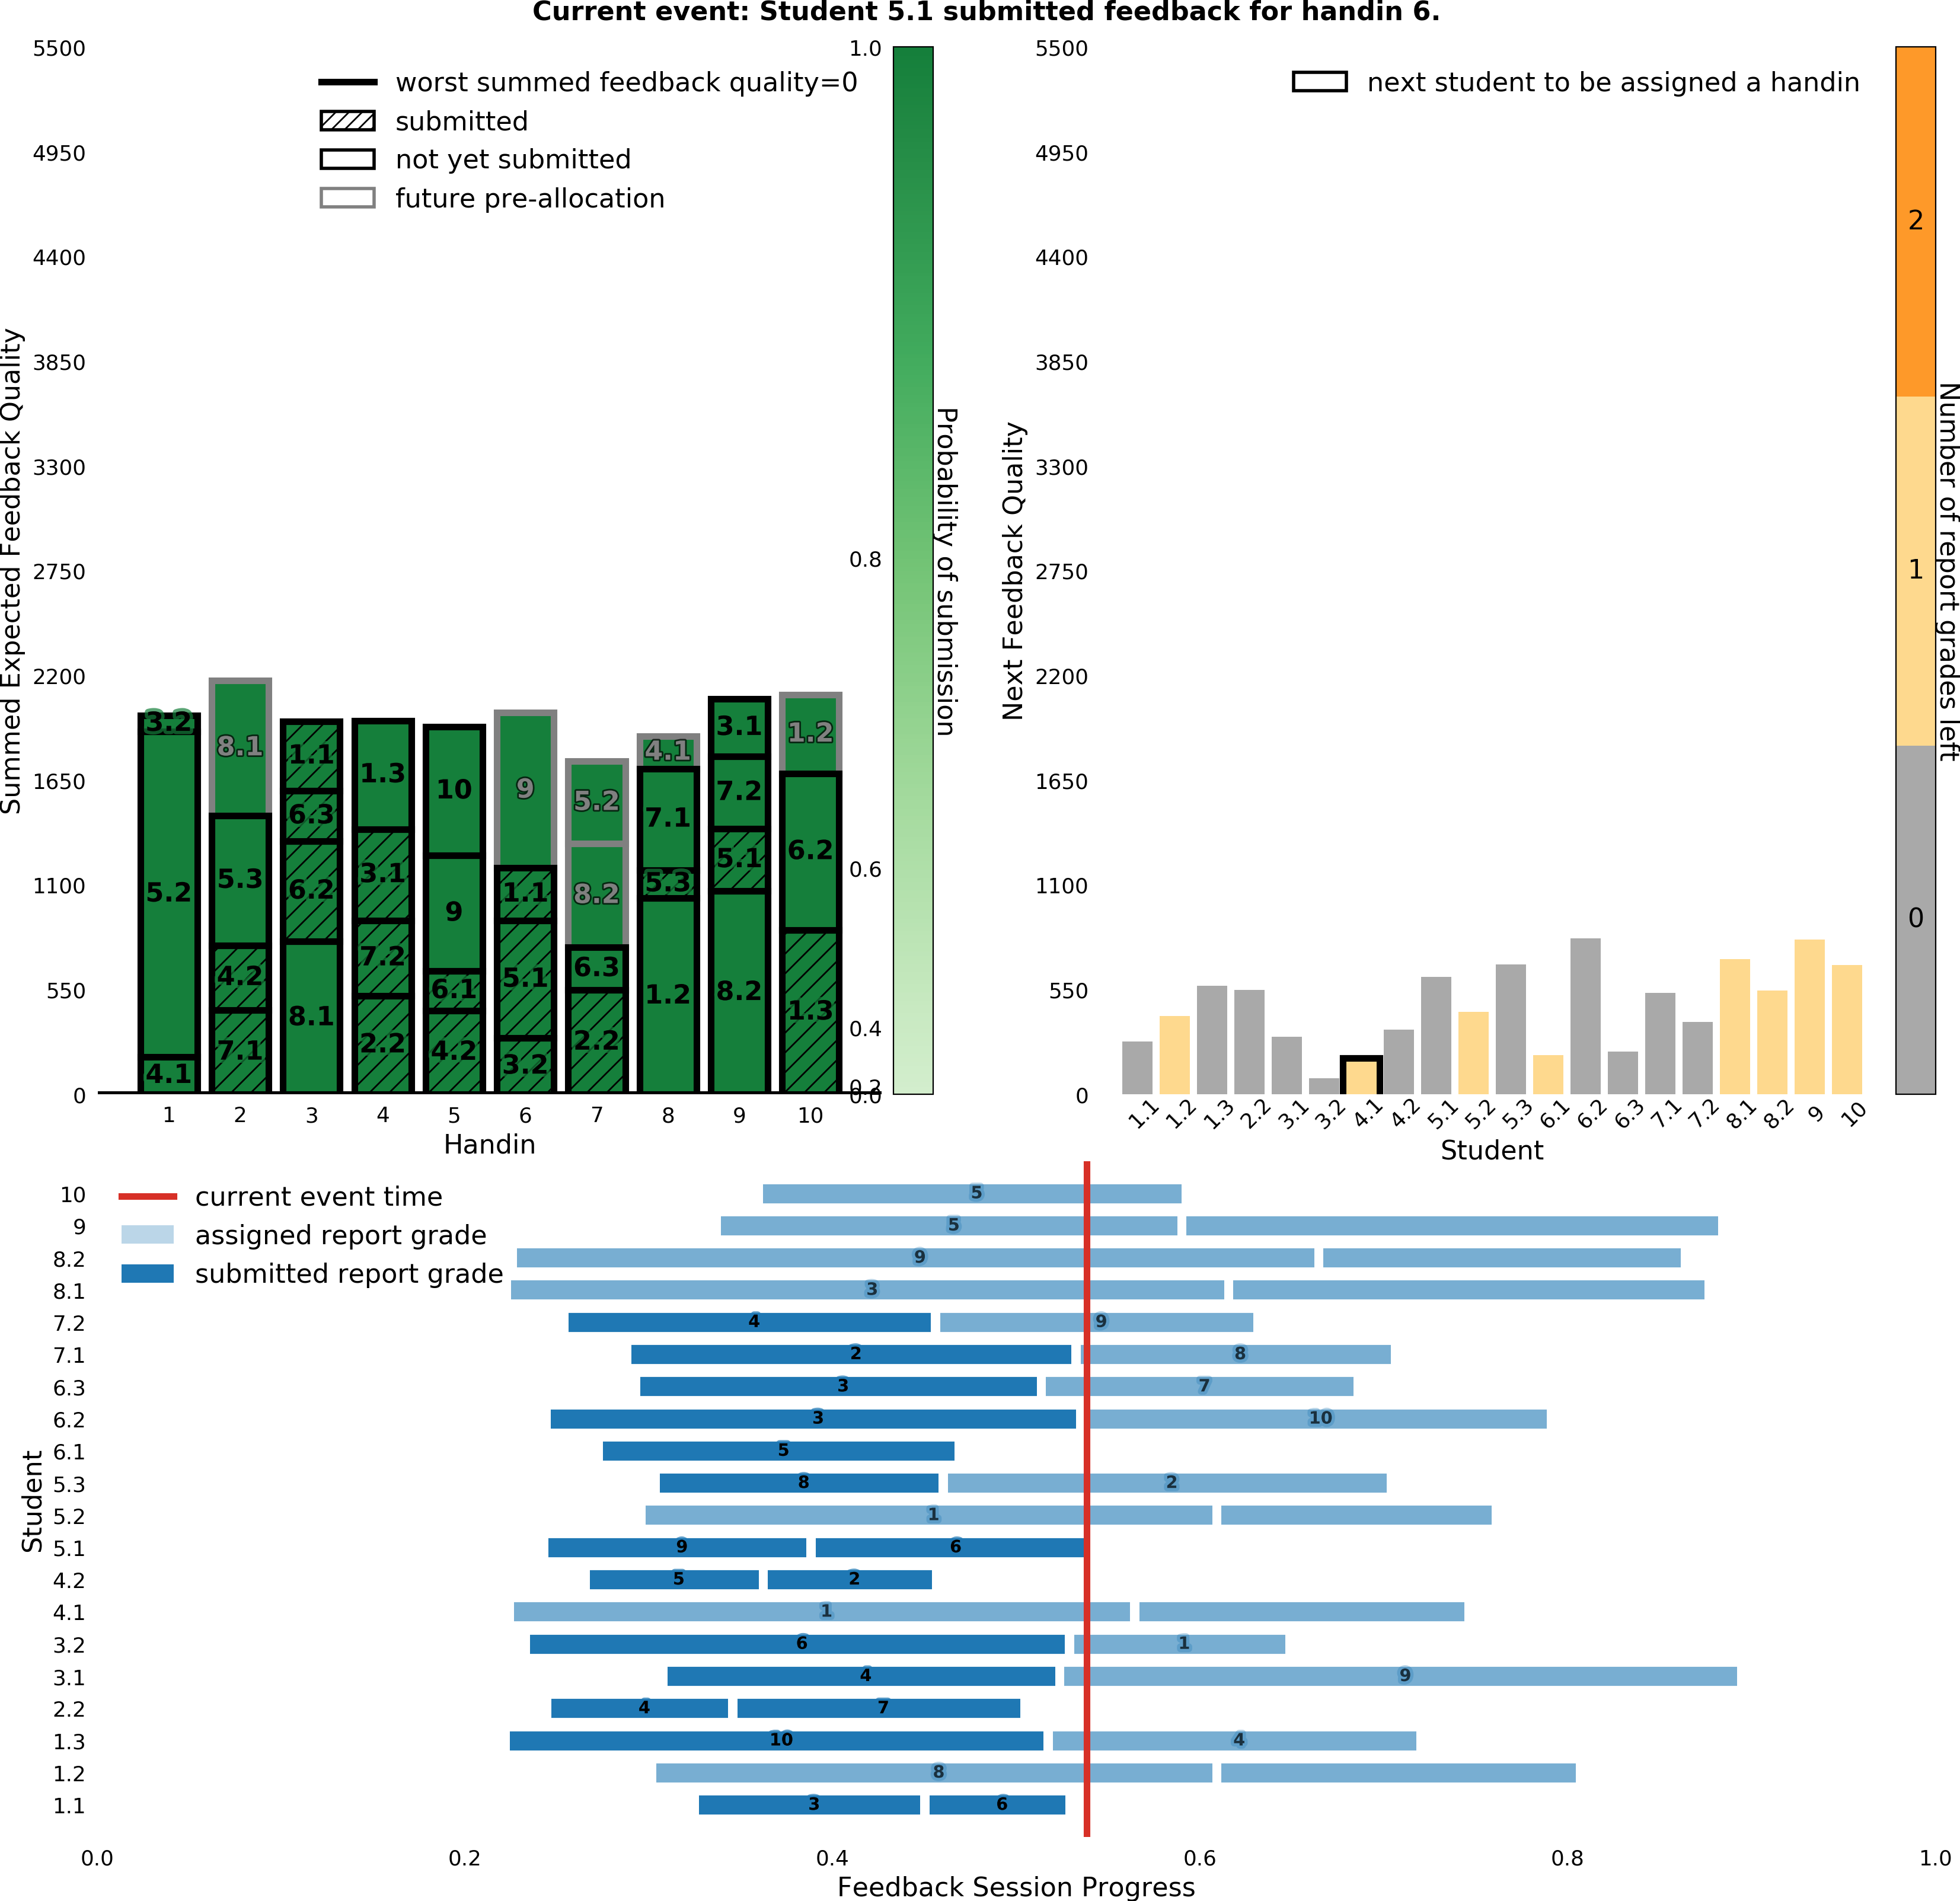 Current event: Student 5.1 submitted feedback for handin 6.
Summed Expected Feedback Quality
5500
4950
4400
3850
3300
2750
2200
1650
1100
550
0
worst summed feedback quality=0
submitted
not yet submitted
future pre-allocation
3.2
5.2
4.1
8.1
5.3
4.2
7.1
1.1
6.3
6.2
8.1
1.3
3.1
7.2
2.2
10
9
6.1
4.2
9
1.1
5.1
3.2
5.2
8.2
6.3
2.2
4.1
7.1
5.3
1.2
3.1
7.2
5.1
8.2
1.2
6.2
1.3
1 2 3 4 5 6 7 8 9 10
Handin
1.0
0.8
0.6
0.4
0.2
0.0
Probability of submission
Next Feedback Quality
5500
4950
4400
3850
3300
2750
2200
1650
1100
550
0
next student to be assigned a handin
1.1 1.2 1.3 2.2 3.1 3.2 4.1 4.2 5.1 5.2 5.3 6.1 6.2 6.3 7.1 7.2 8.1 8.2 9 10
Student
2
1
0
Number of report grades left
current event time
assigned report grade
submitted report grade
Student
10 5
9 5
8.2 9
8.1 3
7.2 4 9
7.1 2 8
6.3 3 7
6.2 3 10
6.1 5
5.3 8 2
5.2 1
5.1 9 6
4.2 5 2
4.1 1
3.2 6 1
3.1 4 9
2.2 4 7
1.3 10 4
1.2 8
1.1 3 6
0.0 0.2 0.4 0.6 0.8 1.0
Feedback Session Progress